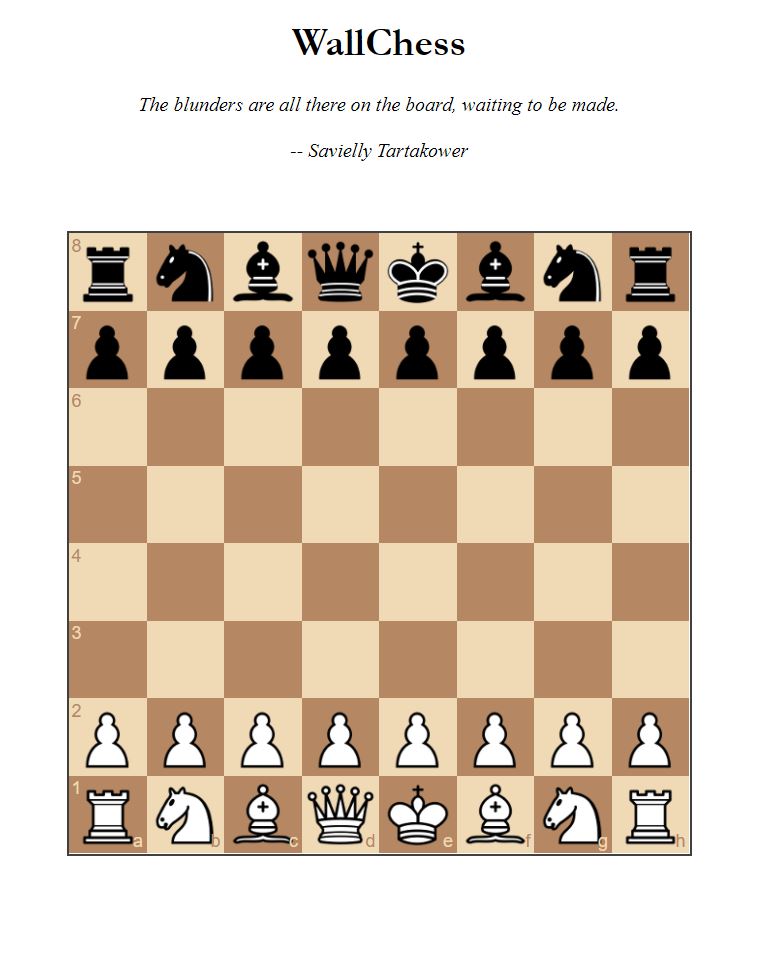 WallChess
The blunders are all there on the board, waiting to be made.
-- Savielly Tartakower
8
7
6
5
4
3
2
1
a b c d e f g h